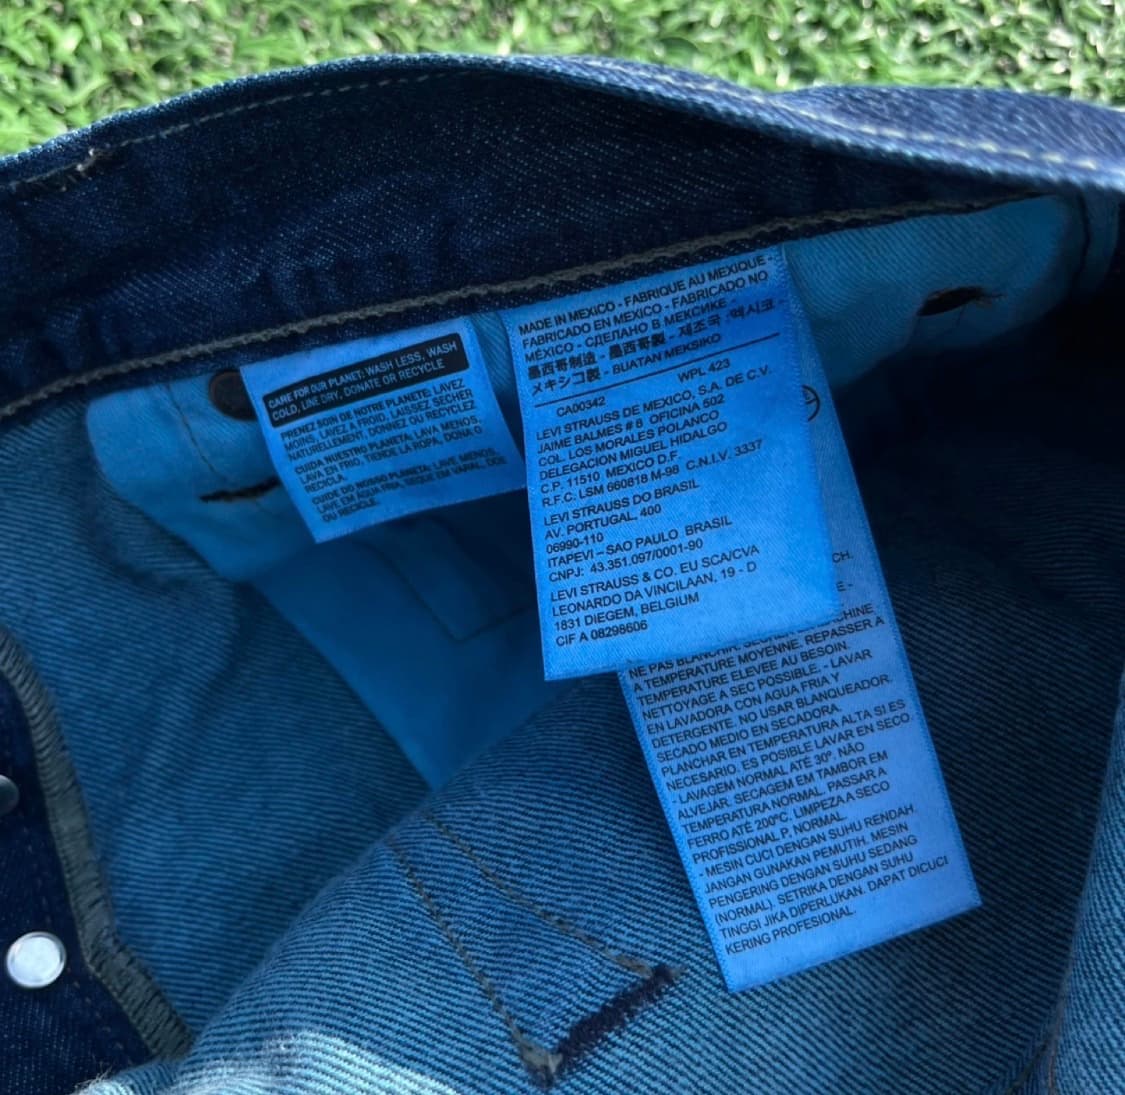 CARE FOR OUR PLANET: WASH LESS, WASH
COLD, LINE DRY, DONATE OR RECYCLE
PRENEZ SOIN DE NOTRE PLANETE: LAVEZ
MOINS, LAVEZ A FROID, LAISSEZ SECHER
NATURELLEMENT, DONNEZ OU RECYCLEZ
CUIDA NUESTRO PLANETA: LAVA MENOS,
LAVA EN FRIO, TIENDE LA ROPA, DONA O
RECICLA.
CUIDE DO NOSSO PLANETA: LAVE MENOS,
LAVE EM AGUA FRIA, SEQUE EM VARAL, DOE
OU RECICLE.
MADE IN MEXICO - FABRIQUE AU MEXIQUE -
FABRICADO EN MEXICO - FABRICADO NO
MÉXICO - СДЕЛАНО В МЕКСИКЕ -
墨西哥制造 - 墨西哥製 - 제조국 : 멕시코 -
メキシコ製 - BUATAN MEKSIKO
CA00342 WPL 423
LEVI STRAUSS DE MEXICO, S.A. DE C.V.
JAIME BALMES # 8 OFICINA 502
COL. LOS MORALES POLANCO
DELEGACION MIGUEL HIDALGO
C.P. 11510 MEXICO D.F.
R.F.C. LSM 660818 M-98 C.N.I.V. 3337
LEVI STRAUSS DO BRASIL
AV. PORTUGAL, 400
06990-110
ITAPEVI – SAO PAULO BRASIL
CNPJ: 43.351.097/0001-90
LEVI STRAUSS & CO. EU SCA/CVA
LEONARDO DA VINCILAAN, 19 - D
1831 DIEGEM, BELGIUM
CIF A 08298606
CH.
E -
MACHINE
NE PAS BLANCHIR. SECHER
A TEMPERATURE MOYENNE. REPASSER A
TEMPERATURE ELEVEE AU BESOIN.
NETTOYAGE A SEC POSSIBLE. - LAVAR
EN LAVADORA CON AGUA FRIA Y
DETERGENTE. NO USAR BLANQUEADOR.
SECADO MEDIO EN SECADORA.
PLANCHAR EN TEMPERATURA ALTA SI ES
NECESARIO. ES POSIBLE LAVAR EN SECO.
- LAVAGEM NORMAL ATÉ 30º. NÃO
ALVEJAR. SECAGEM EM TAMBOR EM
TEMPERATURA NORMAL. PASSAR A
FERRO ATÉ 200ºC. LIMPEZA A SECO
PROFISSIONAL P, NORMAL.
- MESIN CUCI DENGAN SUHU RENDAH.
JANGAN GUNAKAN PEMUTIH. MESIN
PENGERING DENGAN SUHU SEDANG
(NORMAL). SETRIKA DENGAN SUHU
TINGGI JIKA DIPERLUKAN. DAPAT DICUCI
KERING PROFESIONAL.